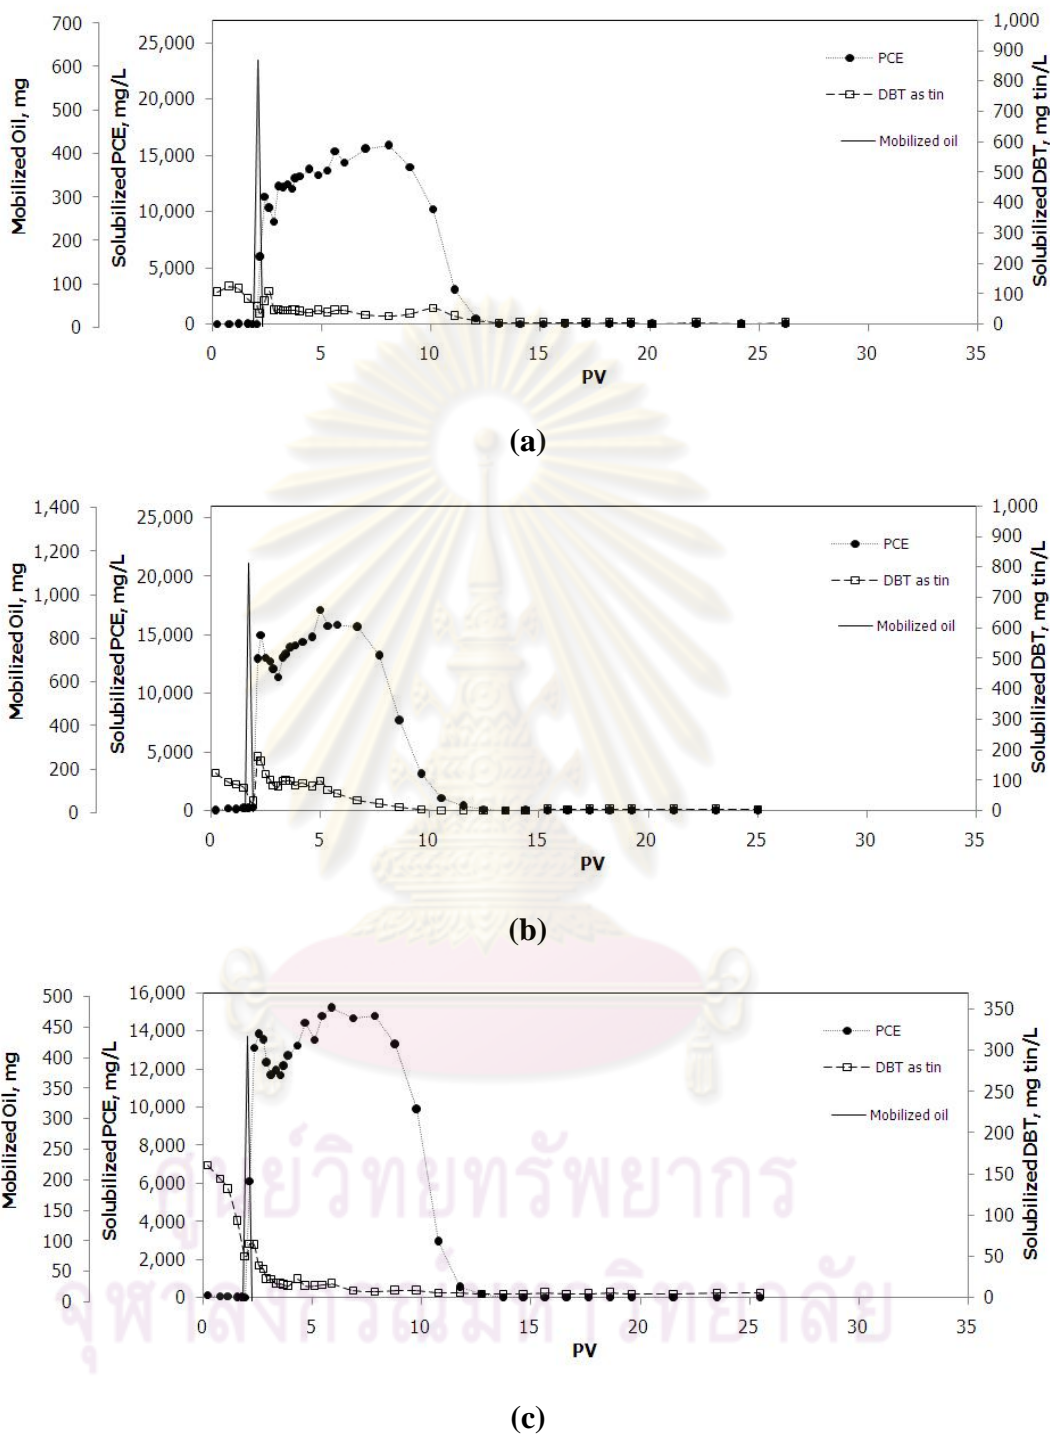 Mobilized Oil, mg
700
600
500
400
300
200
100
0
Solubilized PCE, mg/L
25,000
20,000
15,000
10,000
5,000
0
PCE
DBT as tin
Mobilized oil
1,000
900
800
700
600
500
400
300
200
100
0
Solubilized DBT, mg tin/L
0 5 10 15 20 25 30 35
PV
(a)
Mobilized Oil, mg
1,400
1,200
1,000
800
600
400
200
0
Solubilized PCE, mg/L
25,000
20,000
15,000
10,000
5,000
0
PCE
DBT as tin
Mobilized oil
1,000
900
800
700
600
500
400
300
200
100
0
Solubilized DBT, mg tin/L
0 5 10 15 20 25 30 35
PV
(b)
Mobilized Oil, mg
500
450
400
350
300
250
200
150
100
50
0
Solubilized PCE, mg/L
16,000
14,000
12,000
10,000
8,000
6,000
4,000
2,000
0
PCE
DBT as tin
Mobilized oil
350
300
250
200
150
100
50
0
Solubilized DBT, mg tin/L
0 5 10 15 20 25 30 35
PV
ศูนย์วิทยทรัพยากร
จุฬาลงกรณ์มหาวิทยาลัย
(c)